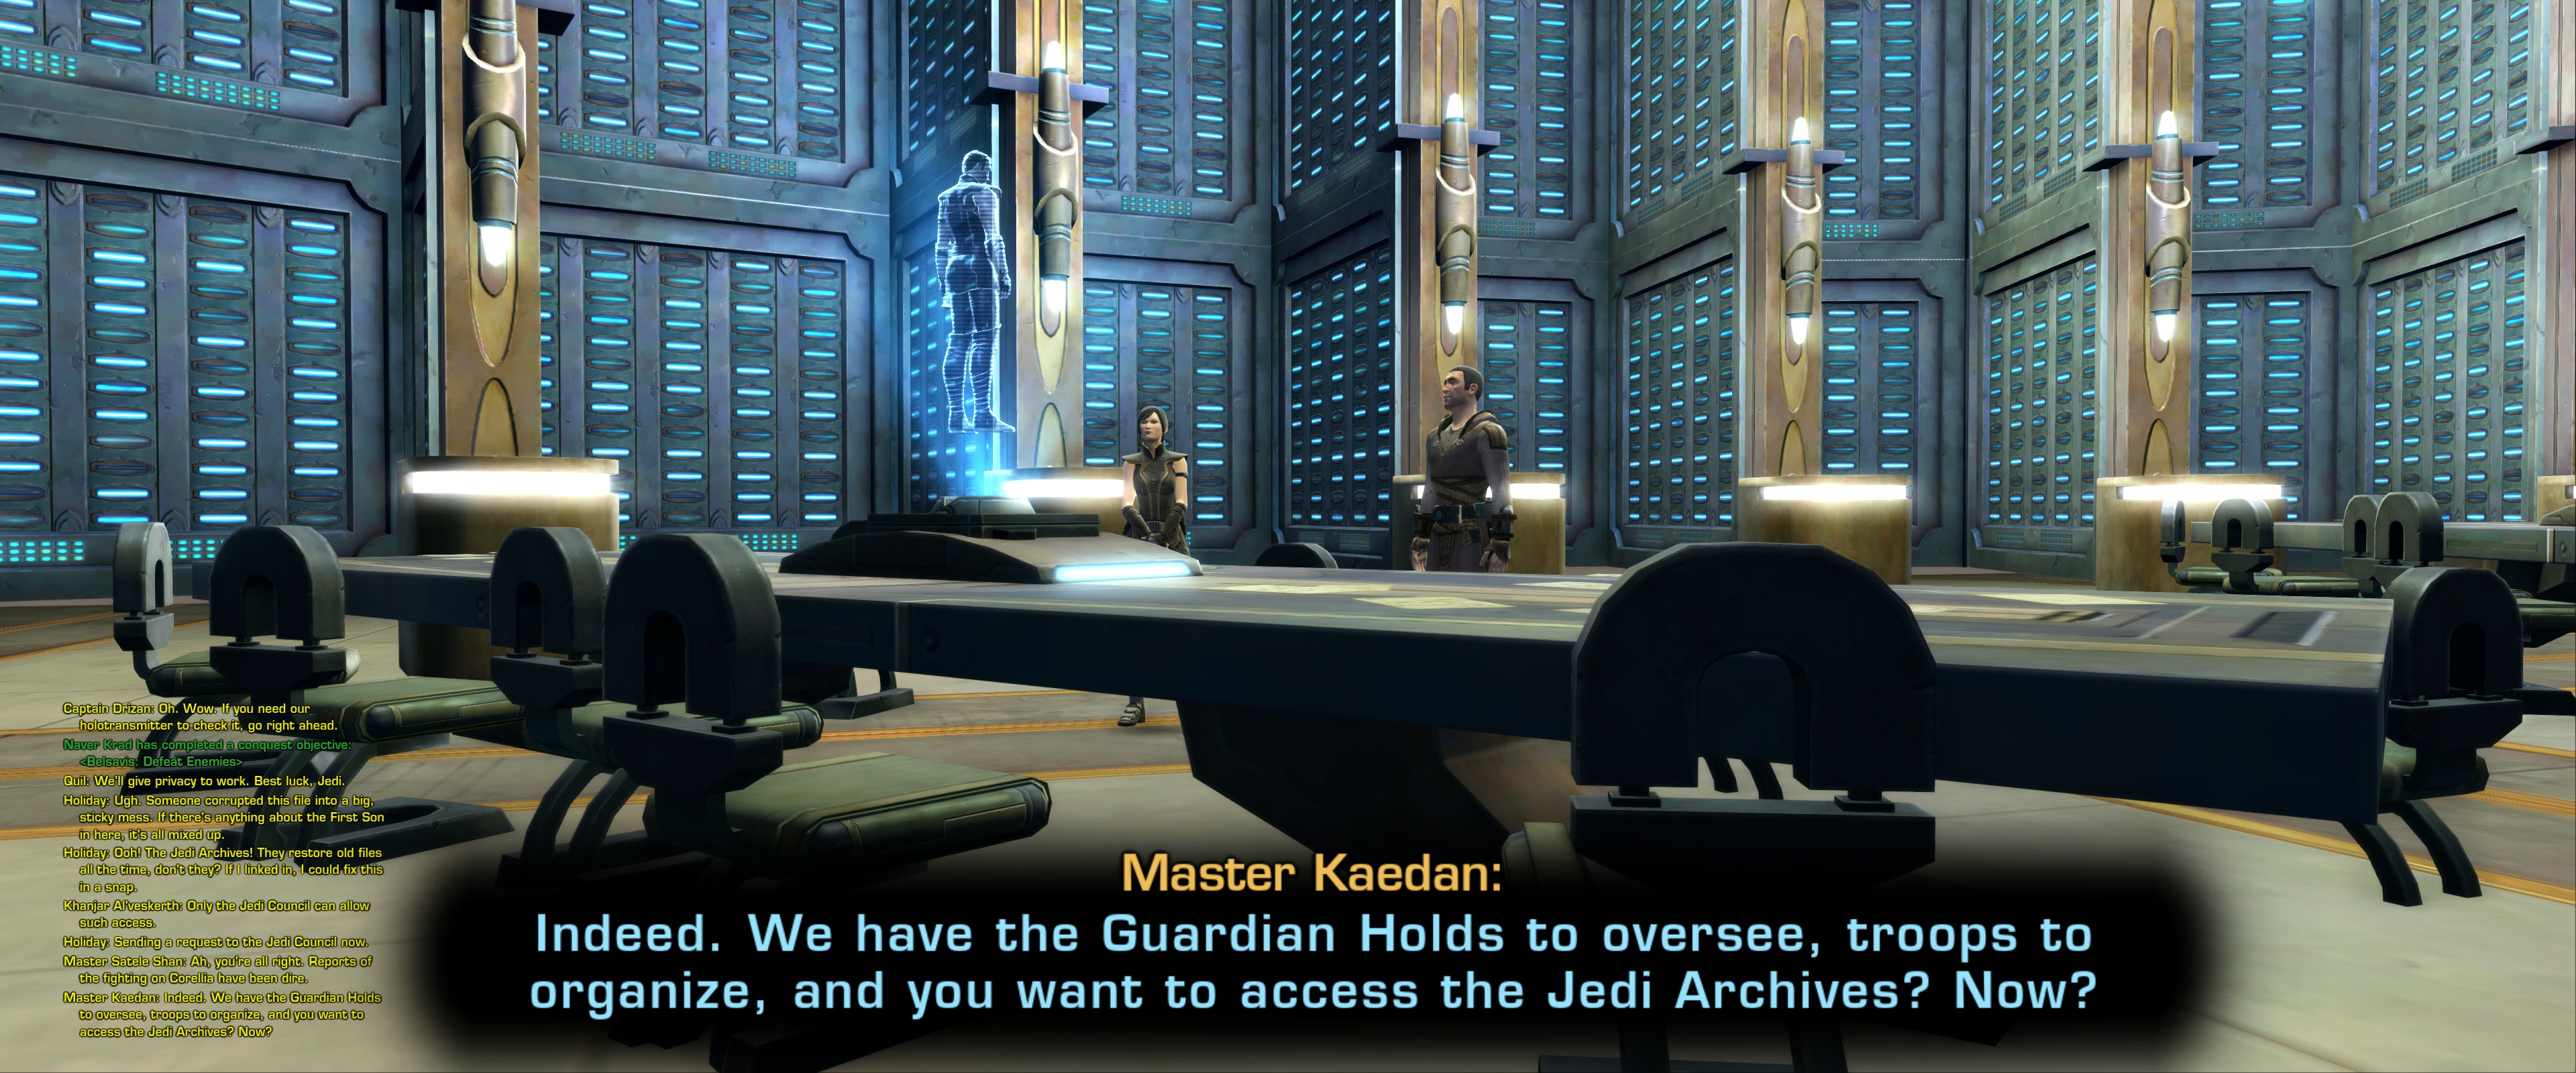 Captain Drizan: Oh. Wow. If you need our
holotransmitter to check it, go right ahead.
Naver Krad has completed a conquest objective:
<Belsavis: Defeat Enemies>
Quil: We'll give privacy to work. Best luck, Jedi.
Holiday: Ugh. Someone corrupted this file into a big,
sticky mess. If there's anything about the First Son
in here, it's all mixed up.
Holiday: Ooh! The Jedi Archives! They restore old files
all the time, don't they? If I linked in, I could fix this
in a snap.
Khanjar Al'veskerth: Only the Jedi Council can allow
such access.
Holiday: Sending a request to the Jedi Council now.
Master Satele Shan: Ah, you're all right. Reports of
the fighting on Corellia have been dire.
Master Kaedan: Indeed. We have the Guardian Holds
to oversee, troops to organize, and you want to
access the Jedi Archives? Now?
Master Kaedan:
Indeed. We have the Guardian Holds to oversee, troops to
organize, and you want to access the Jedi Archives? Now?